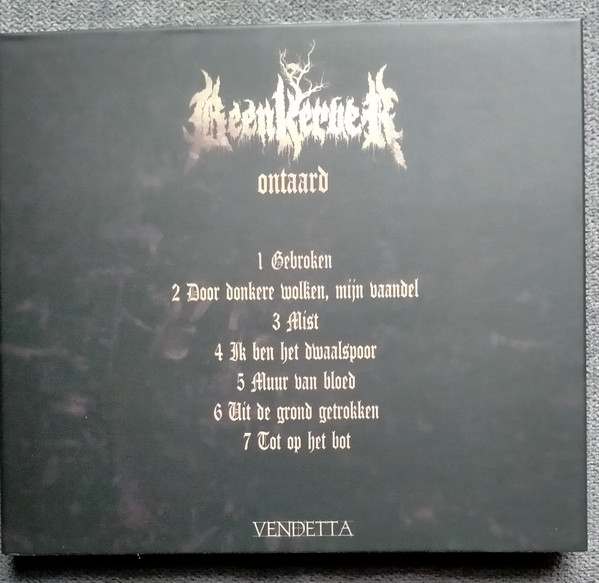 Beenkerver
ontaard
1 Gebroken
2 Door donkere wolken, mijn vaandel
3 Mist
4 Ik ben het dwaalspoor
5 Muur van bloed
6 Uit de grond getrokken
7 Tot op het bot
VENDETTA